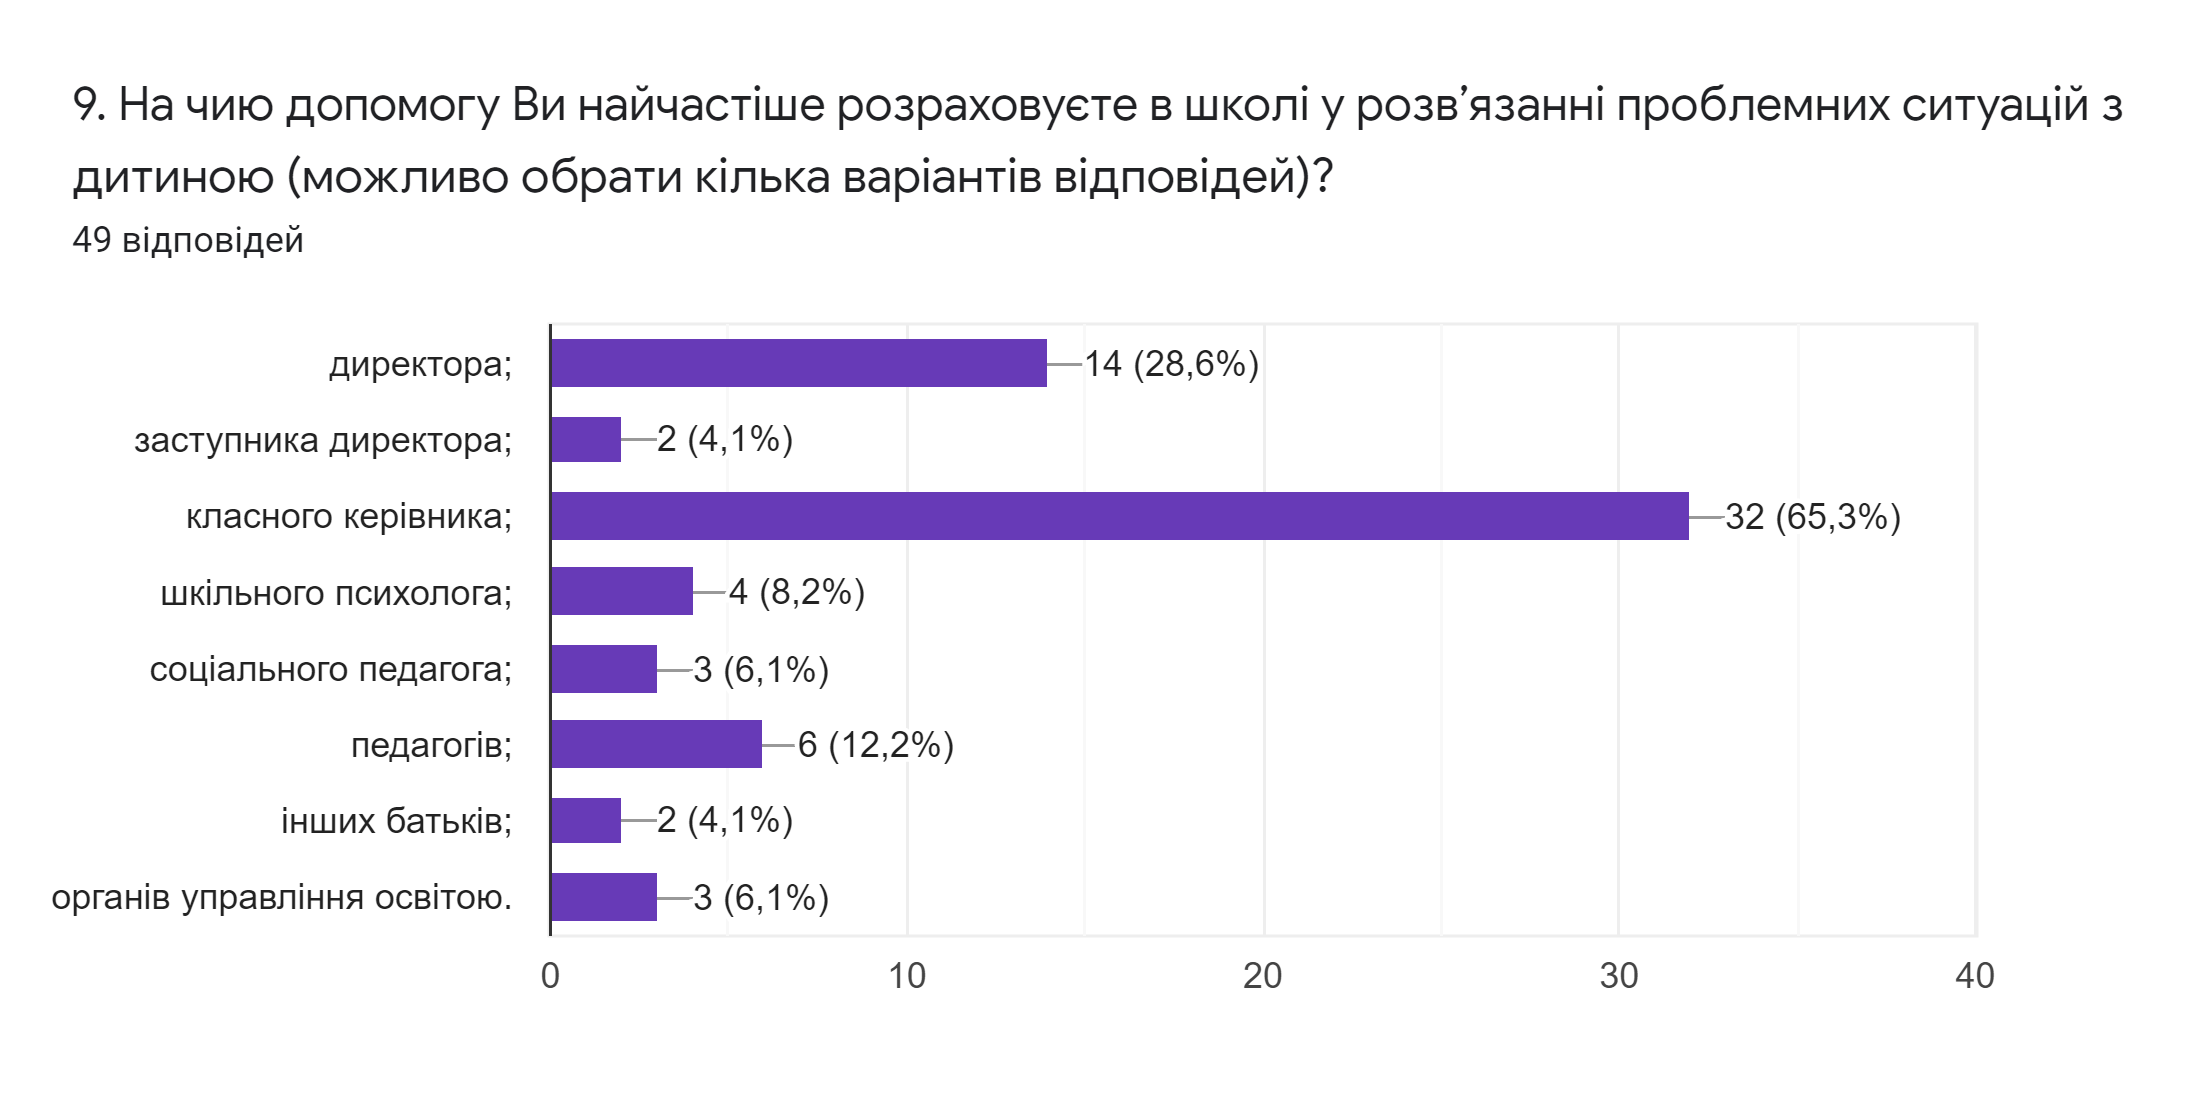 9. На чию допомогу Ви найчастіше розраховуєте в школі у розв’язанні проблемних ситуацій з
дитиною (можливо обрати кілька варіантів відповідей)?
49 відповідей
директора; 14 (28,6%)
заступника директора; 2 (4,1%)
класного керівника; 32 (65,3%)
шкільного психолога; 4 (8,2%)
соціального педагога; 3 (6,1%)
педагогів; 6 (12,2%)
інших батьків; 2 (4,1%)
органів управління освітою. 3 (6,1%)
0 10 20 30 40